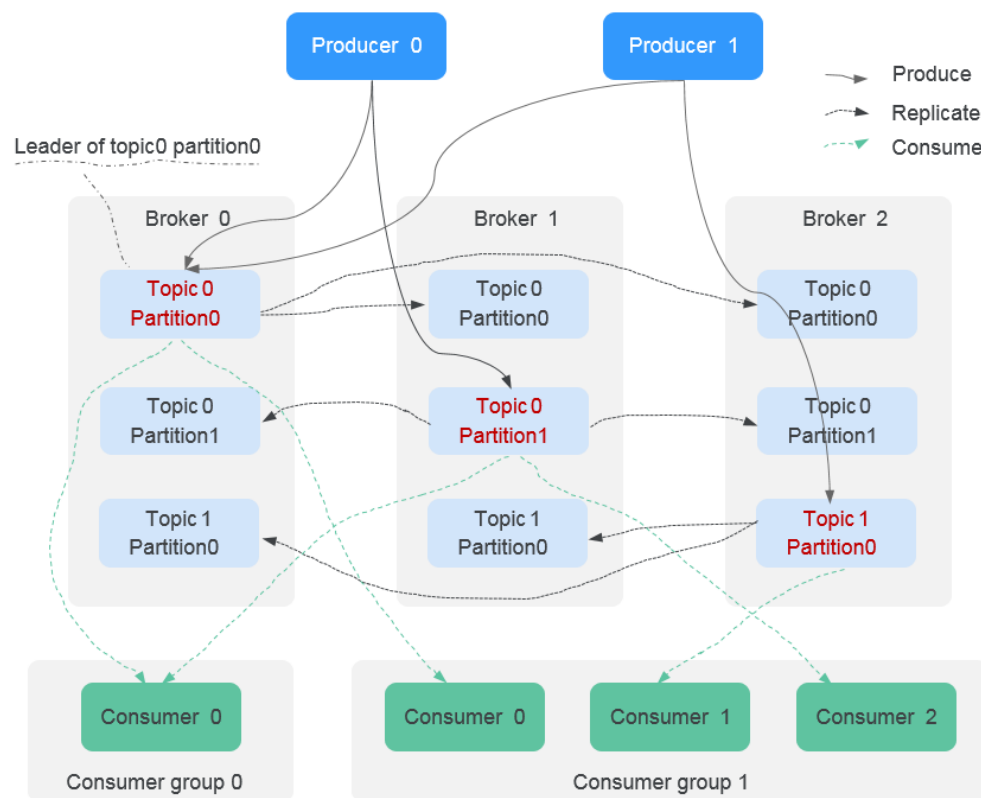 Producer 0
Producer 1
Produce
Replicate
Consume
Leader of topic0 partition0
Broker 0
Broker 1
Broker 2
Topic 0
Partition0
Topic 0
Partition0
Topic 0
Partition0
Topic 0
Partition1
Topic 0
Partition1
Topic 0
Partition1
Topic 1
Partition0
Topic 1
Partition0
Topic 1
Partition0
Consumer 0
Consumer 0
Consumer 1
Consumer 2
Consumer group 0
Consumer group 1